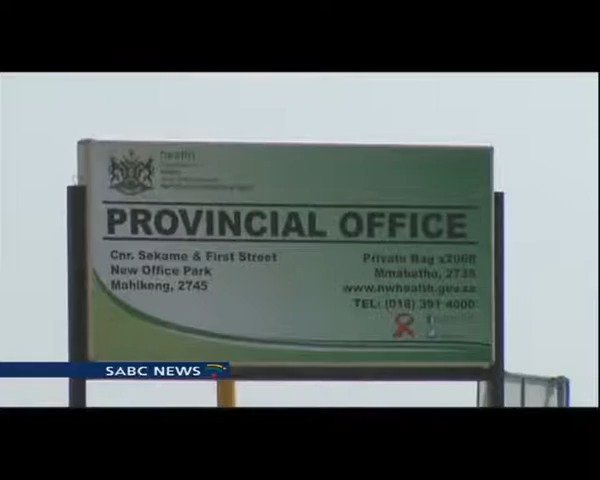 health
PROVINCIAL OFFICE
Cnr. Sekame & First Street
New Office Park
Mahikeng, 2745
Private Bag x2068
Mmabatho, 2735
www.nwhealth.gov.za
TEL: (018) 391 4000
SABC NEWS